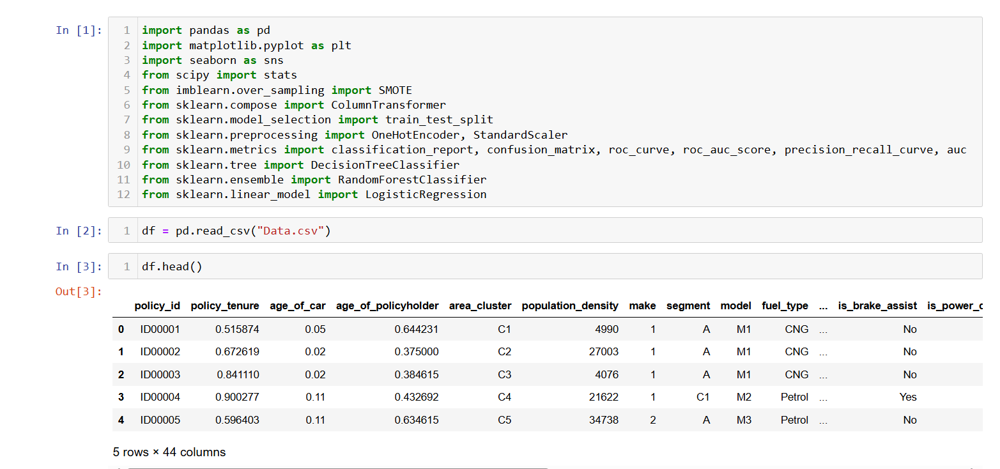 In [1]:
1 import pandas as pd
2 import matplotlib.pyplot as plt
3 import seaborn as sns
4 from scipy import stats
5 from imblearn.over_sampling import SMOTE
6 from sklearn.compose import ColumnTransformer
7 from sklearn.model_selection import train_test_split
8 from sklearn.preprocessing import OneHotEncoder, StandardScaler
9 from sklearn.metrics import classification_report, confusion_matrix, roc_curve, roc_auc_score, precision_recall_curve, auc
10 from sklearn.tree import DecisionTreeClassifier
11 from sklearn.ensemble import RandomForestClassifier
12 from sklearn.linear_model import LogisticRegression
In [2]: 1 df = pd.read_csv("Data.csv")
In [3]: 1 df.head()
Out[3]:
policy_id policy_tenure age_of_car age_of_policyholder area_cluster population_density make segment model fuel_type ... is_brake_assist is_power_
0 ID00001 0.515874 0.05 0.644231 C1 4990 1 A M1 CNG ... No
1 ID00002 0.672619 0.02 0.375000 C2 27003 1 A M1 CNG ... No
2 ID00003 0.841110 0.02 0.384615 C3 4076 1 A M1 CNG ... No
3 ID00004 0.900277 0.11 0.432692 C4 21622 1 C1 M2 Petrol ... Yes
4 ID00005 0.596403 0.11 0.634615 C5 34738 2 A M3 Petrol ... No
5 rows × 44 columns